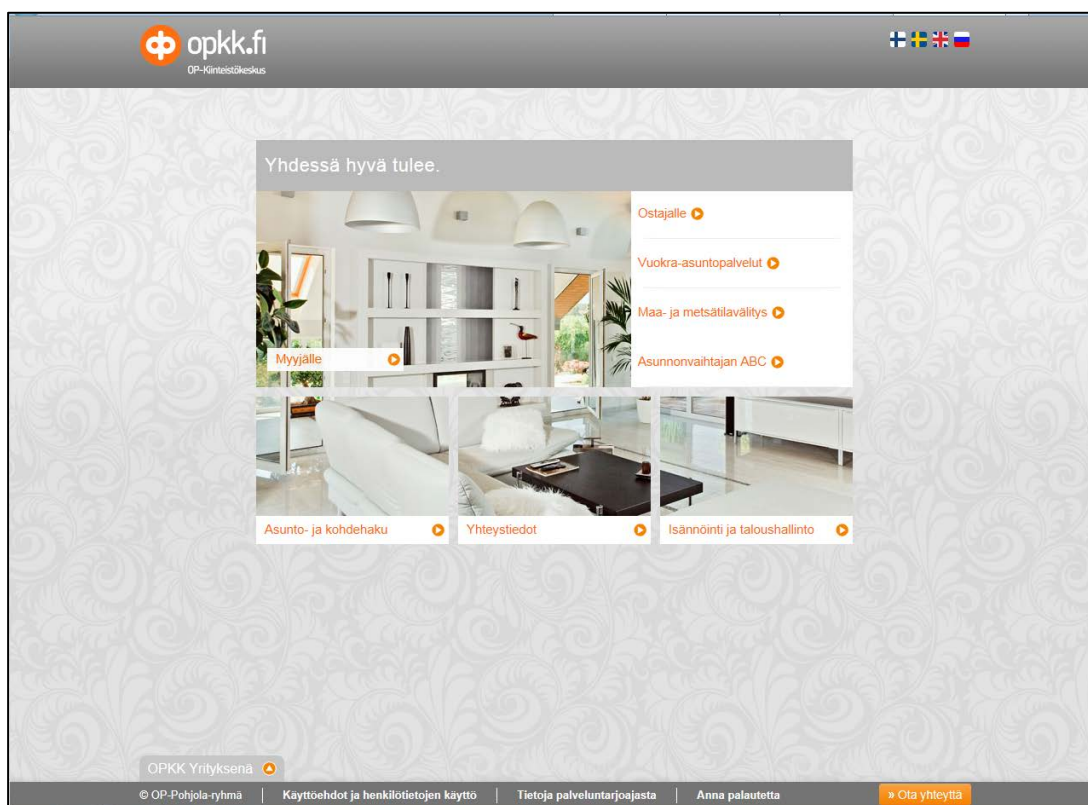 opkk.fi
OP-Kiinteistökeskus
Yhdessä hyvä tulee.
Ostajalle
Vuokra-asuntopalvelut
Maa- ja metsätilavälitys
Asunnonvaihtajan ABC
Myyjälle
Asunto- ja kohdehaku
Yhteystiedot
Isännöinti ja taloushallinto
OPKK Yrityksenä
© OP-Pohjola-ryhmä | Käyttöehdot ja henkilötietojen käyttö | Tietoja palveluntarjoajasta | Anna palautetta » Ota yhteyttä